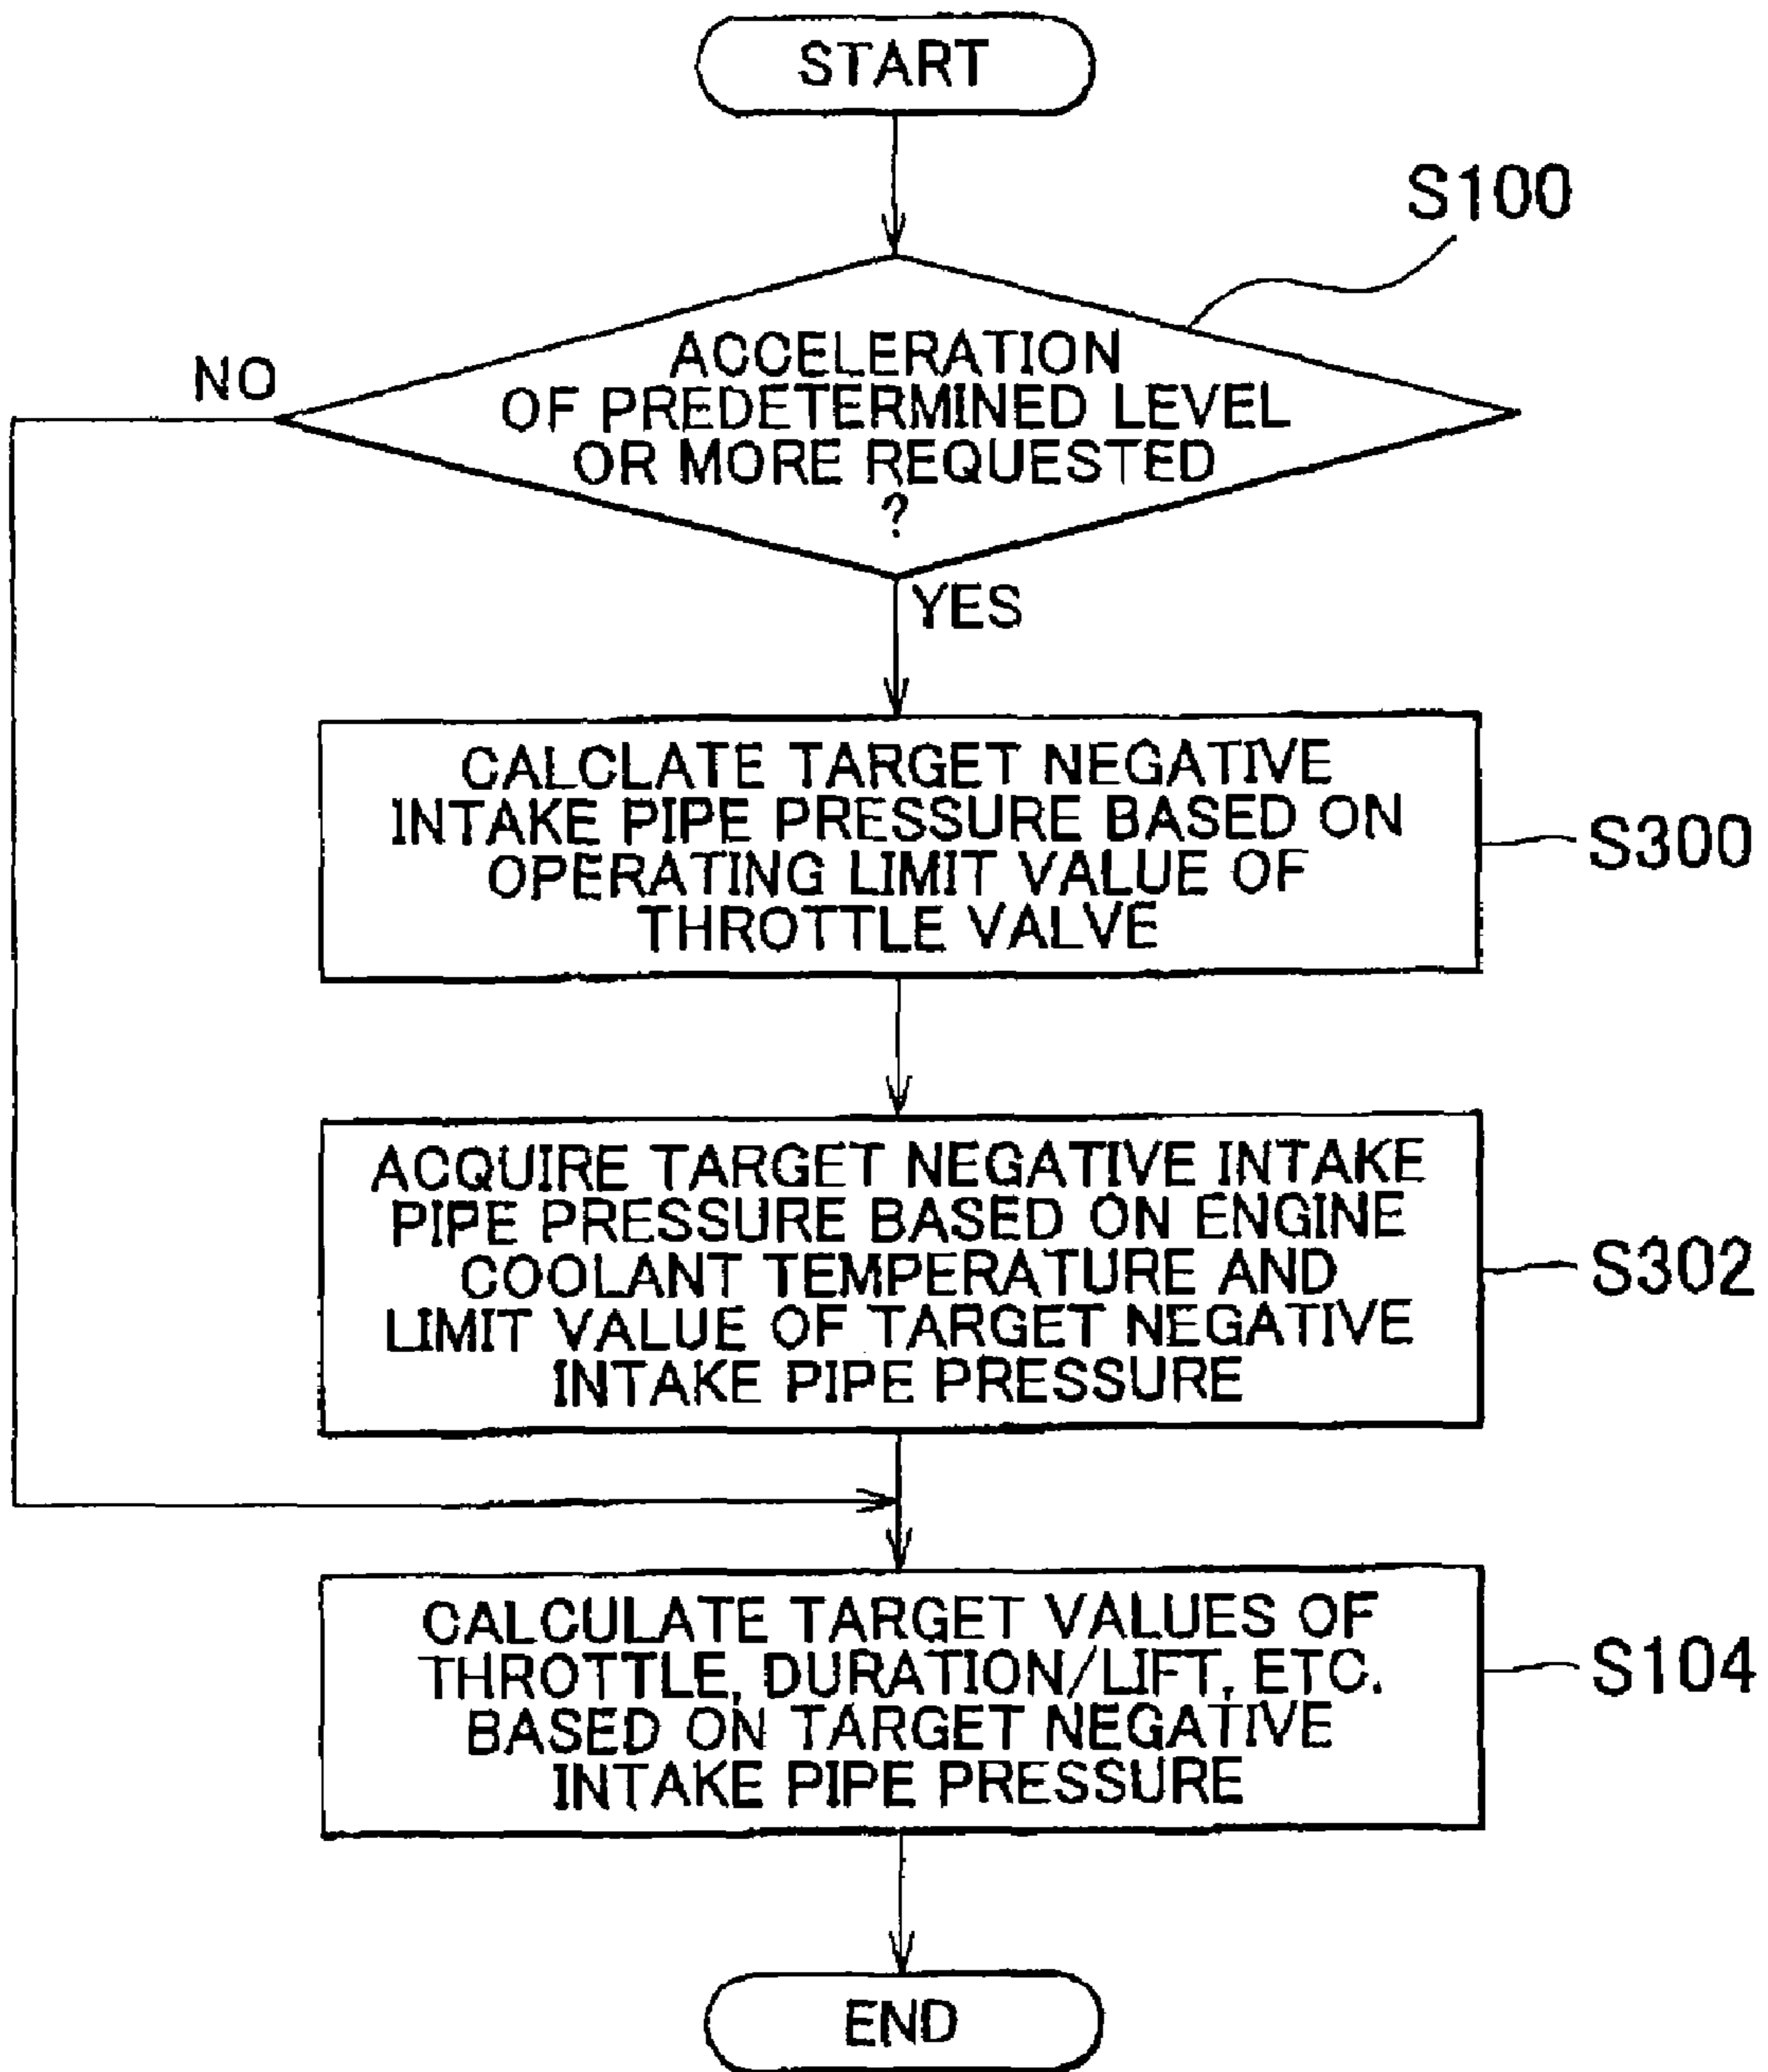 START
S100
NO
ACCELERATION
OF PREDETERMINED LEVEL
OR MORE REQUESTED
?
YES
CALCLATE TARGET NEGATIVE
INTAKE PIPE PRESSURE BASED ON
OPERATING LIMIT VALUE OF
THROTTLE VALVE
S300
ACQUIRE TARGET NEGATIVE INTAKE
PIPE PRESSURE BASED ON ENGINE
COOLANT TEMPERATURE AND
LIMIT VALUE OF TARGET NEGATIVE
INTAKE PIPE PRESSURE
S302
CALCULATE TARGET VALUES OF
THROTTLE, DURATION/LIFT, ETC.
BASED ON TARGET NEGATIVE
INTAKE PIPE PRESSURE
S104
END